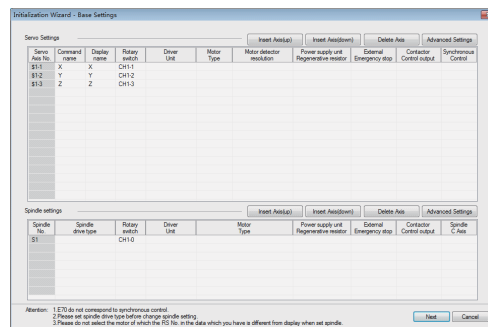 Initialization Wizard - Base Settings
Servo Settings
Insert Axis(up) Insert Axis(down) Delete Axis Advanced Settings
Servo Axis No. Command name Display name Rotary switch Driver Unit Motor Type Motor detector resolution Power supply unit Regenerative resistor External Emergency stop Contactor Control output Synchronous Control
$1-1 X X CH1-1
$1-2 Y Y CH1-2
$1-3 Z Z CH1-3
Spindle settings
Insert Axis(up) Insert Axis(down) Delete Axis Advanced Settings
Spindle No. Spindle drive type Rotary switch Driver Unit Motor Type Power supply unit Regenerative resistor External Emergency stop Contactor Control output Spindle C Axis
S1 CH1-0
Attention: 1.E70 do not correspond to synchronous control.
2.Please set spindle drive type before change spindle setting.
3.Please do not select the motor of which the RS No. in the data which you have is different from display when set spindle.
Next Cancel